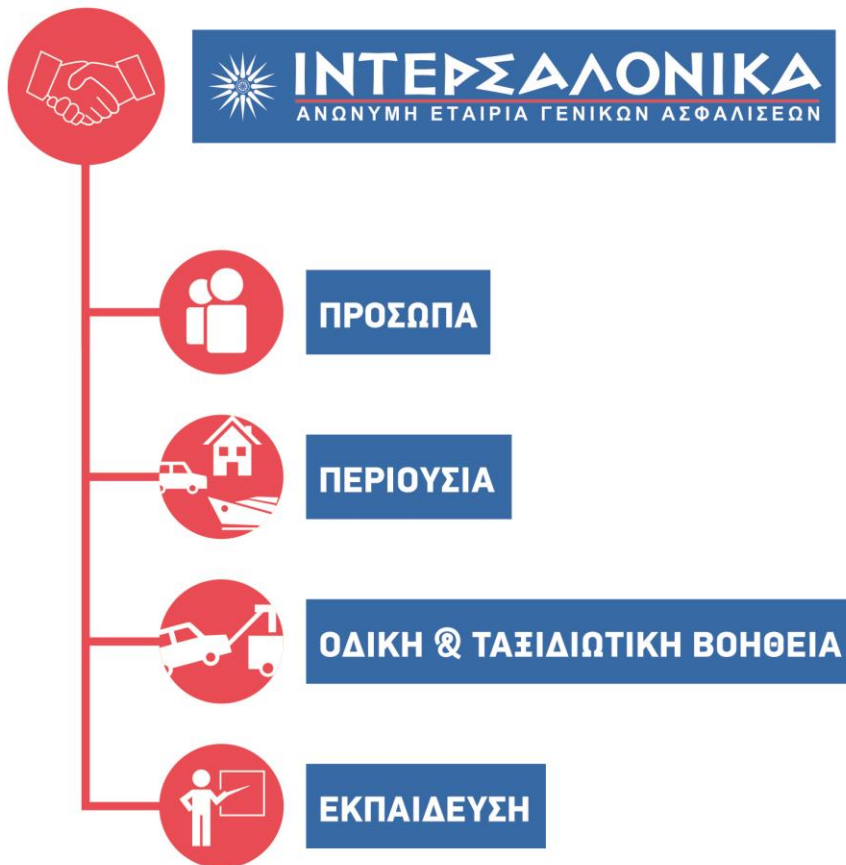 ΙΝΤΕΡΣΑΛΟΝΙΚΑ
ΑΝΩΝΥΜΗ ΕΤΑΙΡΙΑ ΓΕΝΙΚΩΝ ΑΣΦΑΛΙΣΕΩΝ
ΠΡΟΣΩΠΑ
ΠΕΡΙΟΥΣΙΑ
ΟΔΙΚΗ & ΤΑΞΙΔΙΩΤΙΚΗ ΒΟΗΘΕΙΑ
ΕΚΠΑΙΔΕΥΣΗ